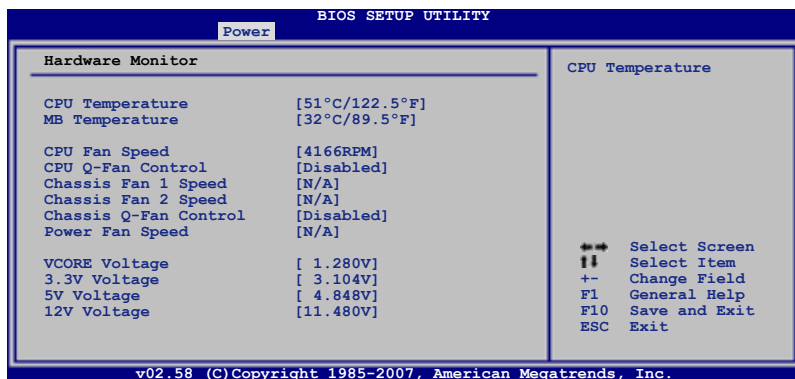 BIOS SETUP UTILITY
Power
Hardware Monitor
CPU Temperature [51°C/122.5°F]
MB Temperature [32°C/89.5°F]
CPU Fan Speed [4166RPM]
CPU Q-Fan Control [Disabled]
Chassis Fan 1 Speed [N/A]
Chassis Fan 2 Speed [N/A]
Chassis Q-Fan Control [Disabled]
Power Fan Speed [N/A]
VCORE Voltage [ 1.280V]
3.3V Voltage [ 3.104V]
5V Voltage [ 4.848V]
12V Voltage [11.480V]
CPU Temperature
←→ Select Screen
↑↓ Select Item
+- Change Field
F1 General Help
F10 Save and Exit
ESC Exit
v02.58 (C)Copyright 1985-2007, American Megatrends, Inc.